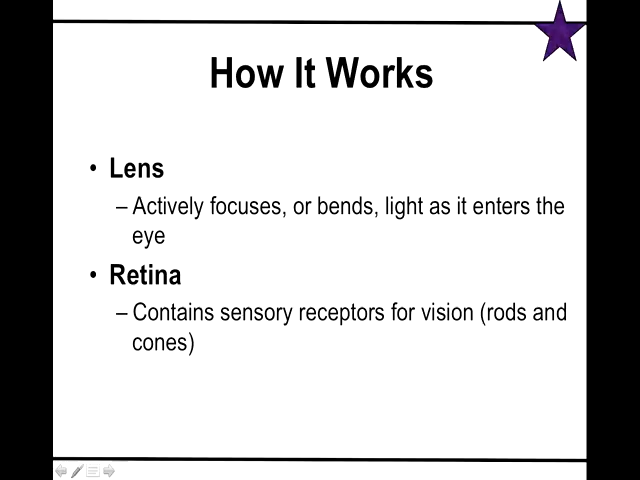 How It Works
• Lens
– Actively focuses, or bends, light as it enters the
eye
• Retina
– Contains sensory receptors for vision (rods and
cones)